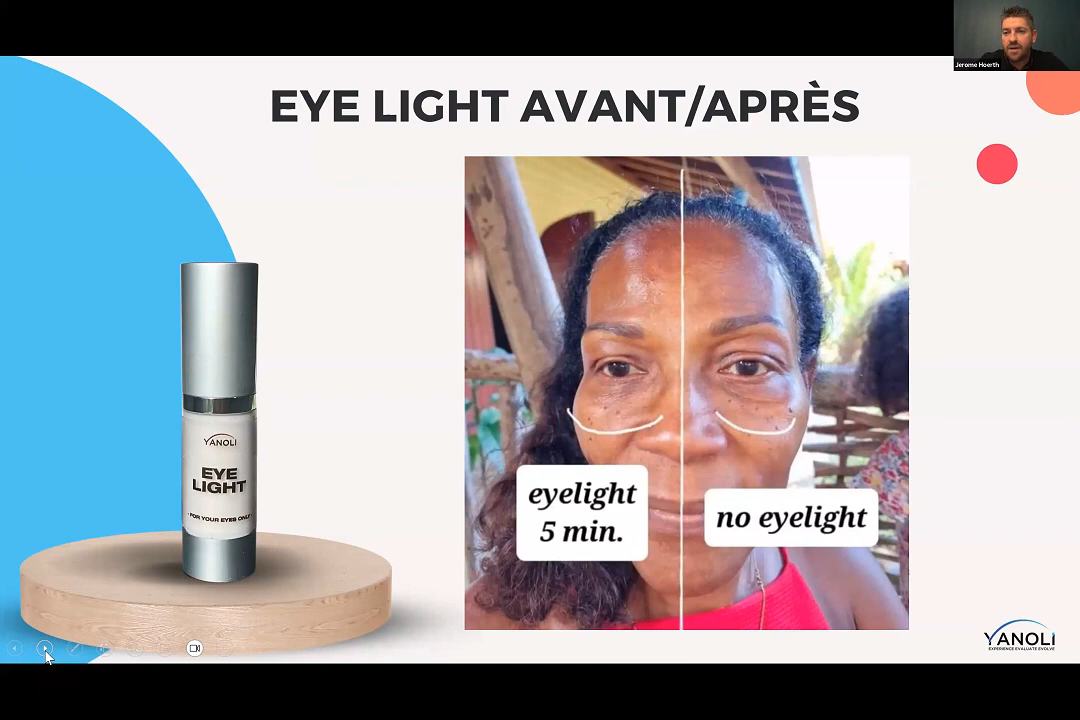 Jerome Hoerth
EYE LIGHT AVANT/APRÈS
YANOLI
EYE
LIGHT
· FOR YOUR EYES ONLY ·
eyelight
5 min.
no eyelight
YANOLI
EXPERIENCE EVALUATE EVOLVE